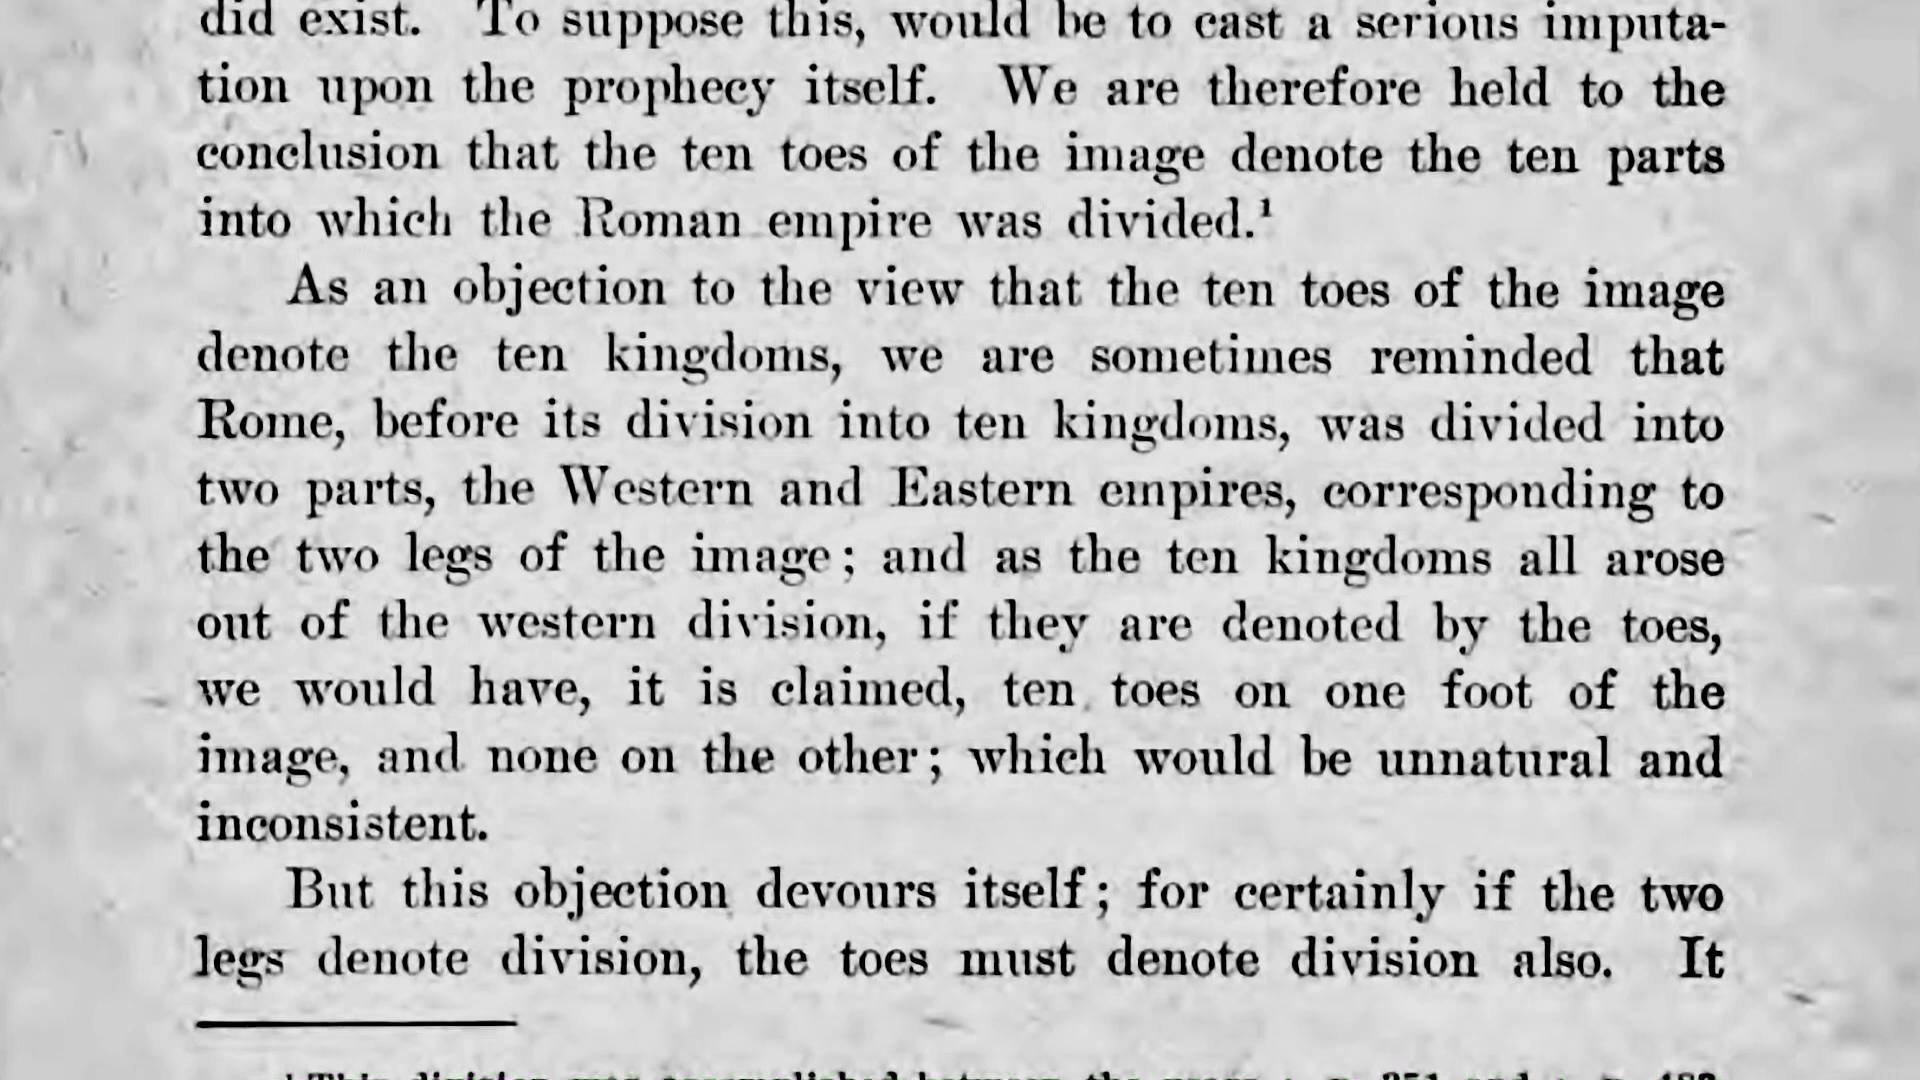 did exist. To suppose this, would be to cast a serious imputa-
tion upon the prophecy itself. We are therefore held to the
conclusion that the ten toes of the image denote the ten parts
into which the Roman empire was divided.¹
As an objection to the view that the ten toes of the image
denote the ten kingdoms, we are sometimes reminded that
Rome, before its division into ten kingdoms, was divided into
two parts, the Western and Eastern empires, corresponding to
the two legs of the image; and as the ten kingdoms all arose
out of the western division, if they are denoted by the toes,
we would have, it is claimed, ten toes on one foot of the
image, and none on the other; which would be unnatural and
inconsistent.
But this objection devours itself; for certainly if the two
legs denote division, the toes must denote division also. It
¹ This division was accomplished between the